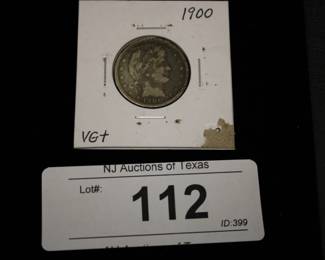 1900
VG+
NJ Auctions of Texas
Lot#:
112
ID:399